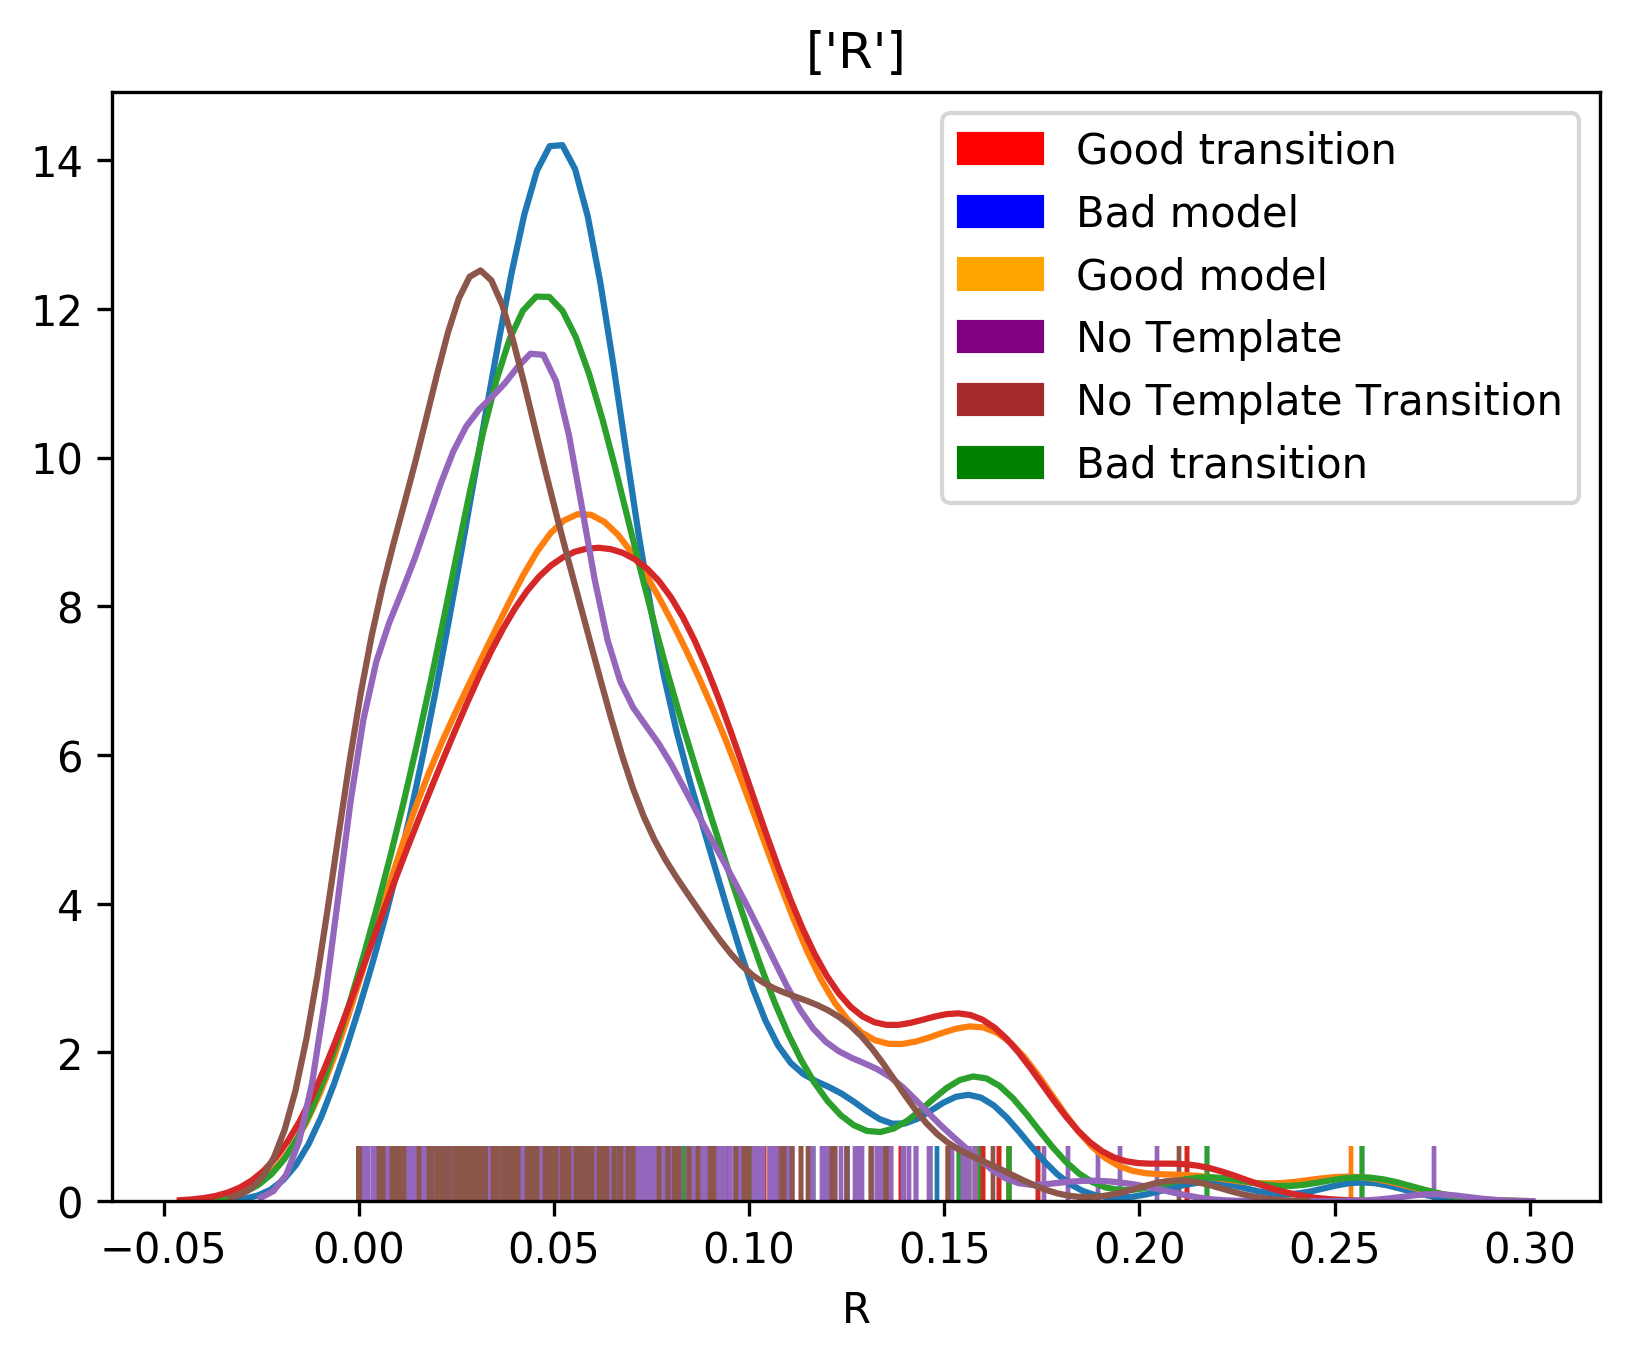 ['R']
Good transition
Bad model
Good model
No Template
No Template Transition
Bad transition
14
12
10
8
6
4
2
0
−0.05 0.00 0.05 0.10 0.15 0.20 0.25 0.30
R